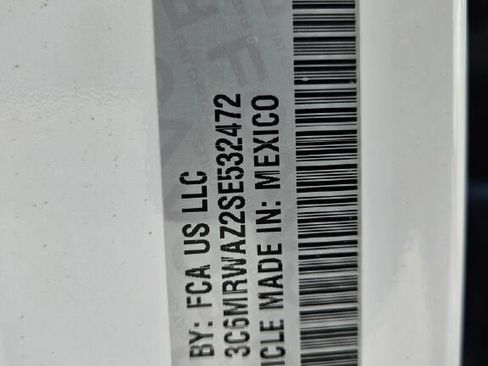 BY: FCA US LLC
3C6MRWAZ2SE532472
ICLE MADE IN: MEXICO